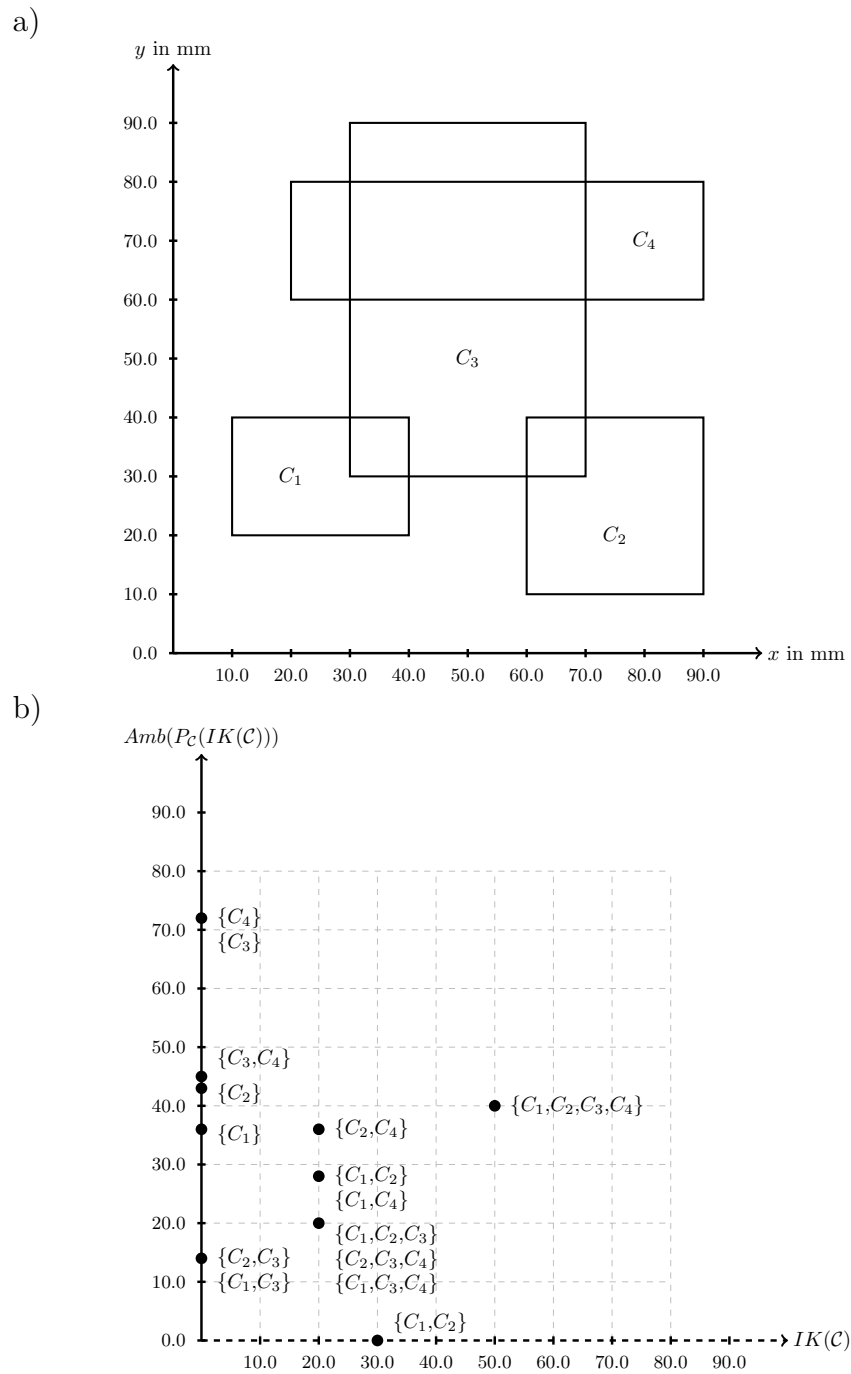 a)
y in mm
90.0
80.0
70.0
60.0
50.0
40.0
30.0
20.0
10.0
0.0
C₄
C₃
C₁
C₂
10.0 20.0 30.0 40.0 50.0 60.0 70.0 80.0 90.0
x in mm
b)
Amb(P_𝒞(IK(𝒞)))
90.0
80.0
70.0
60.0
50.0
40.0
30.0
20.0
10.0
0.0
{C₄}
{C₃}
{C₃,C₄}
{C₂}
{C₁}
{C₂,C₃}
{C₁,C₃}
{C₂,C₄}
{C₁,C₂}
{C₁,C₄}
{C₁,C₂,C₃}
{C₂,C₃,C₄}
{C₁,C₃,C₄}
{C₁,C₂,C₃,C₄}
{C₁,C₂}
10.0 20.0 30.0 40.0 50.0 60.0 70.0 80.0 90.0
IK(𝒞)